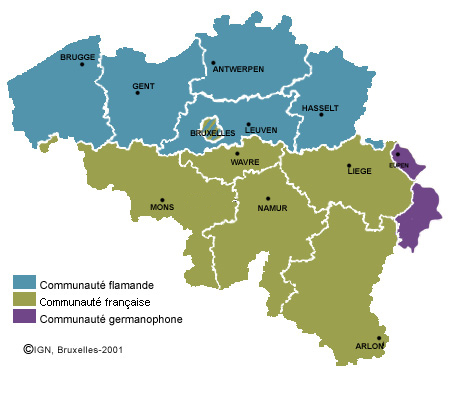 BRUGGE
GENT
ANTWERPEN
HASSELT
BRUXELLES
LEUVEN
WAVRE
LIEGE
EUPEN
MONS
NAMUR
ARLON
Communauté flamande
Communauté française
Communauté germanophone
©IGN, Bruxelles-2001